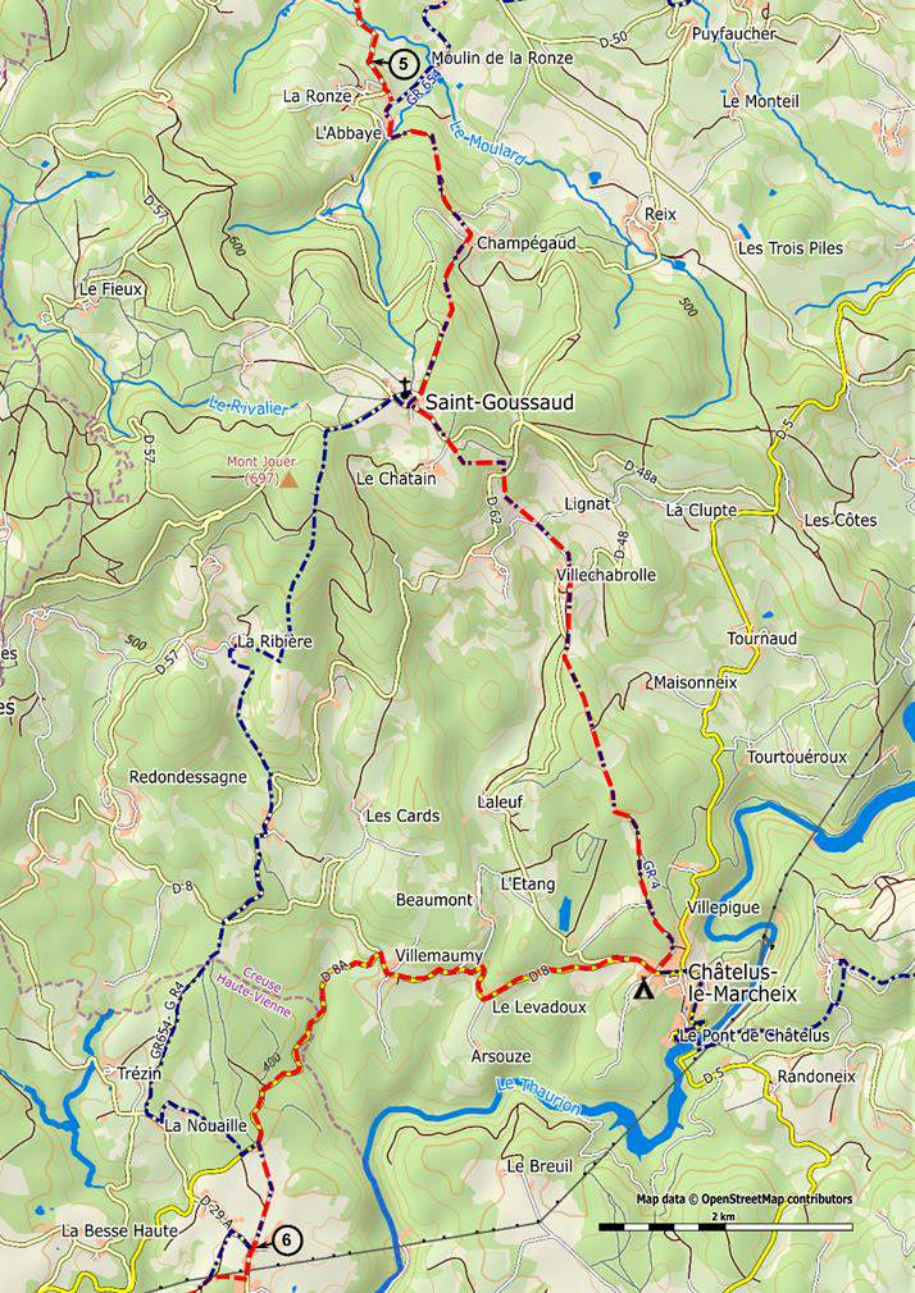 d
Puyfaucher
D-50
5
Moulin de la Ronze
GR 654
La Ronze
Le Monteil
L'Abbaye
Le Moulard
D-57
Reix
Champégaud
Les Trois Piles
600
Le Fieux
500
Le Rivalier
Saint-Goussaud
D-5
D-57
Mont Jouer
(697)
Le Chatain
D-48a
D-62
Lignat
La Clupte
Les Côtes
D-48
Villechabrolle
500
La Ribière
Tournaud
es
D-57
Maisonneix
es
Tourtouéroux
Redondessagne
Laleuf
Les Cards
GR-4
D-8
L'Etang
Beaumont
Villepigue
Villemaumy
D-8A
D-8
Creuse
Haute-Vienne
Châtelus-
le-Marcheix
GR654-GR4
Le Levadoux
Le Pont de Châtelus
400
Arsouze
Trézin
D-5
Randoneix
Le Thaurion
La Nouaille
Le Breuil
Map data © OpenStreetMap contributors
D-29-A
2 km
La Besse Haute
6